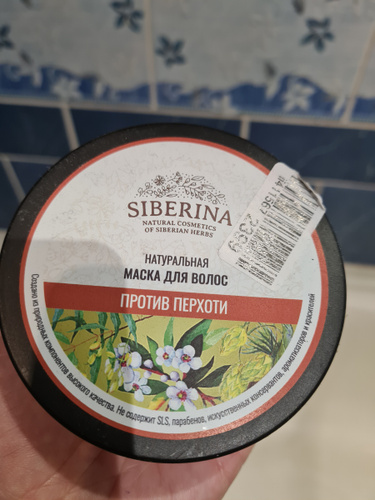 SIBERINA
NATURAL COSMETICS
OF SIBERIAN HERBS
НАТУРАЛЬНАЯ
МАСКА ДЛЯ ВОЛОС
ПРОТИВ ПЕРХОТИ
Создано из природных компонентов высокого качества. Не содержит SLS, парабенов, искусственных консервантов, ароматизаторов и красителей